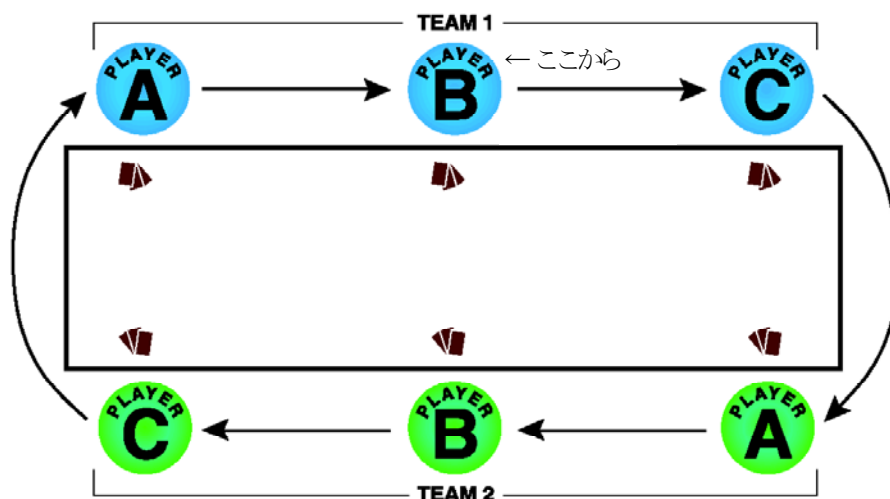 TEAM 1
PLAYER A
PLAYER B
← ここから
PLAYER C
PLAYER C
PLAYER B
PLAYER A
TEAM 2